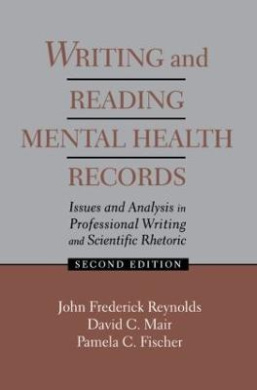 WRITING and
READING
MENTAL HEALTH
RECORDS
Issues and Analysis in
Professional Writing
and Scientific Rhetoric
SECOND EDITION
John Frederick Reynolds
David C. Mair
Pamela C. Fischer